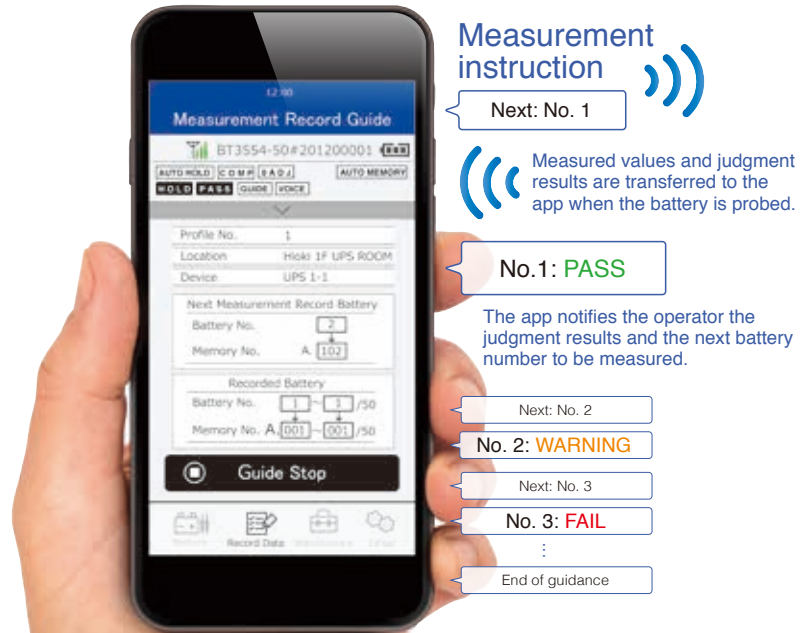 Measurement
instruction
12:00
Measurement Record Guide
Next: No. 1
BT3554-50#201200001
AUTO HOLD COMP 0ADJ AUTO MEMORY
HOLD PASS GUIDE VOICE
Measured values and judgment
results are transferred to the
app when the battery is probed.
Profile No. 1
Location Hioki 1F UPS ROOM
Device UPS 1-1
No.1: PASS
Next Measurement Record Battery
Battery No. 2
Memory No. A. 102
The app notifies the operator the
judgment results and the next battery
number to be measured.
Recorded Battery
Battery No. 1 ~ 1 /50
Memory No. A. 001 ~ 001 /50
Guide Stop
Record Data
Next: No. 2
No. 2: WARNING
Next: No. 3
No. 3: FAIL
⋮
End of guidance